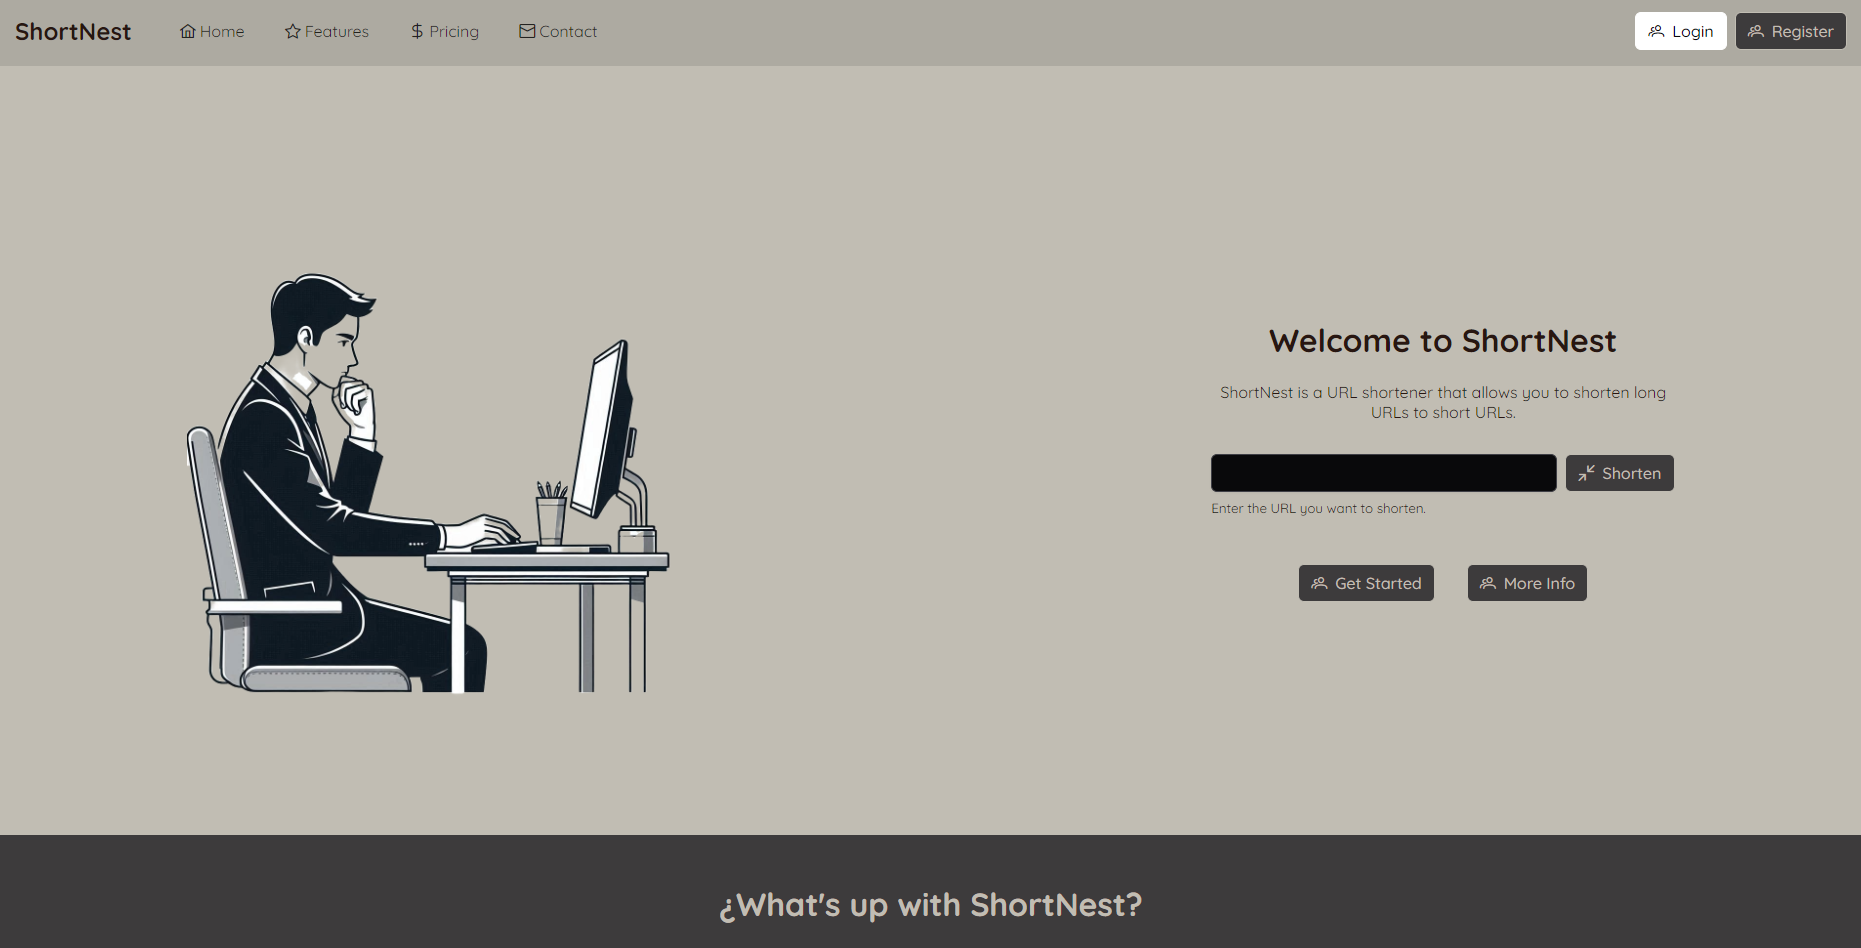 ShortNest
Home
Features
Pricing
Contact
Login
Register
Welcome to ShortNest
ShortNest is a URL shortener that allows you to shorten long
URLs to short URLs.
Shorten
Enter the URL you want to shorten.
Get Started
More Info
¿What's up with ShortNest?